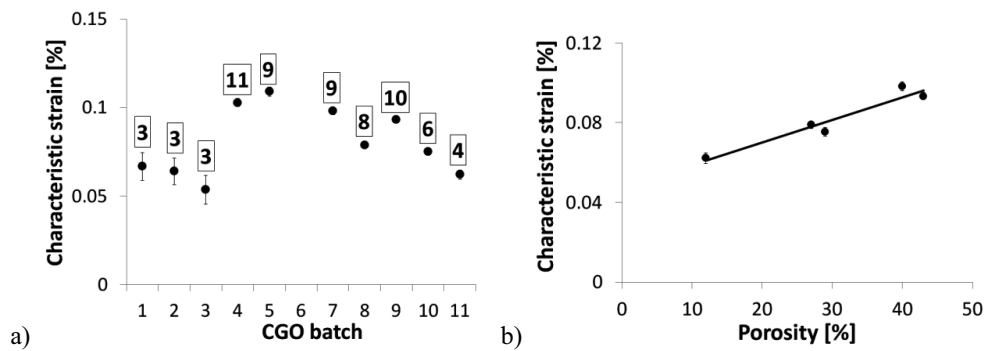 0.15
0.1
0.05
0
Characteristic strain [%]
3
3
3
11
9
9
8
10
6
4
1 2 3 4 5 6 7 8 9 10 11
CGO batch
a)
0.12
0.08
0.04
0
Characteristic strain [%]
0 10 20 30 40 50
Porosity [%]
b)